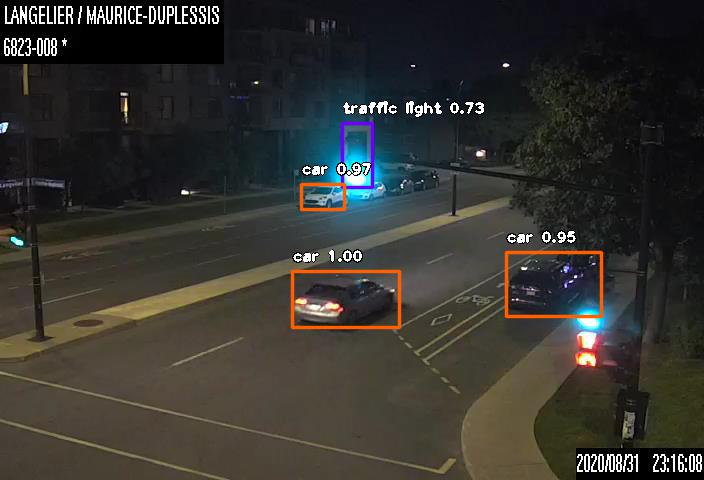 LANGELIER / MAURICE-DUPLESSIS
6823-008 *
traffic light 0.73
car 0.97
car 0.95
car 1.00
2020/08/31 23:16:08